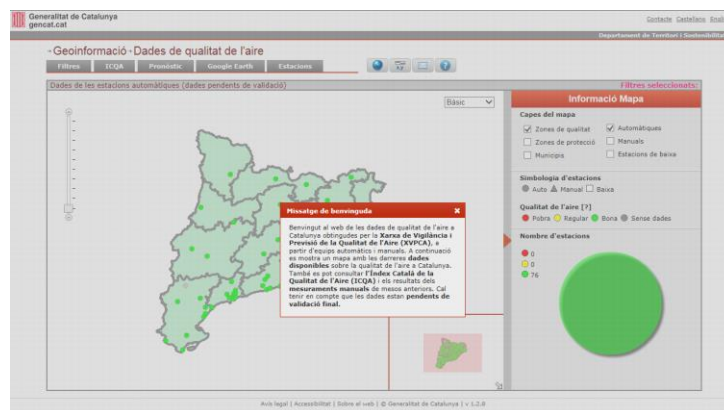 Generalitat de Catalunya
gencat.cat
Contacte Castellano
Departament de Territori i Sostenibilitat
Geoinformació - Dades de qualitat de l'aire
Filtres ICQA Pronòstic Google Earth Estacions
Dades de les estacions automàtiques (dades pendents de validació)
Filtres seleccionats:
Bàsic
Informació Mapa
Capes del mapa
Zones de qualitat Automàtiques
Zones de protecció Manuals
Municipis Estacions de baixa
Simbologia d'estacions
Auto Manual Baixa
Qualitat de l'aire [?]
Pobra Regular Bona Sense dades
Nombre d'estacions
0
0
76
Missatge de benvinguda
Benvingut al web de les dades de qualitat de l'aire a
Catalunya obtingudes per la Xarxa de Vigilància i
Previsió de la Qualitat de l'Aire (XVPCA), a
partir d'equips automàtics i manuals. A continuació
es mostra un mapa amb les darreres dades
disponibles sobre la qualitat de l'aire a Catalunya.
També es pot consultar l'Índex Català de la
Qualitat de l'Aire (ICQA) i els resultats dels
mesuraments manuals de mesos anteriors. Cal
tenir en compte que les dades estan pendents de
validació final.
Avís legal | Accessibilitat | Sobre el web | © Generalitat de Catalunya | v 1.2.8